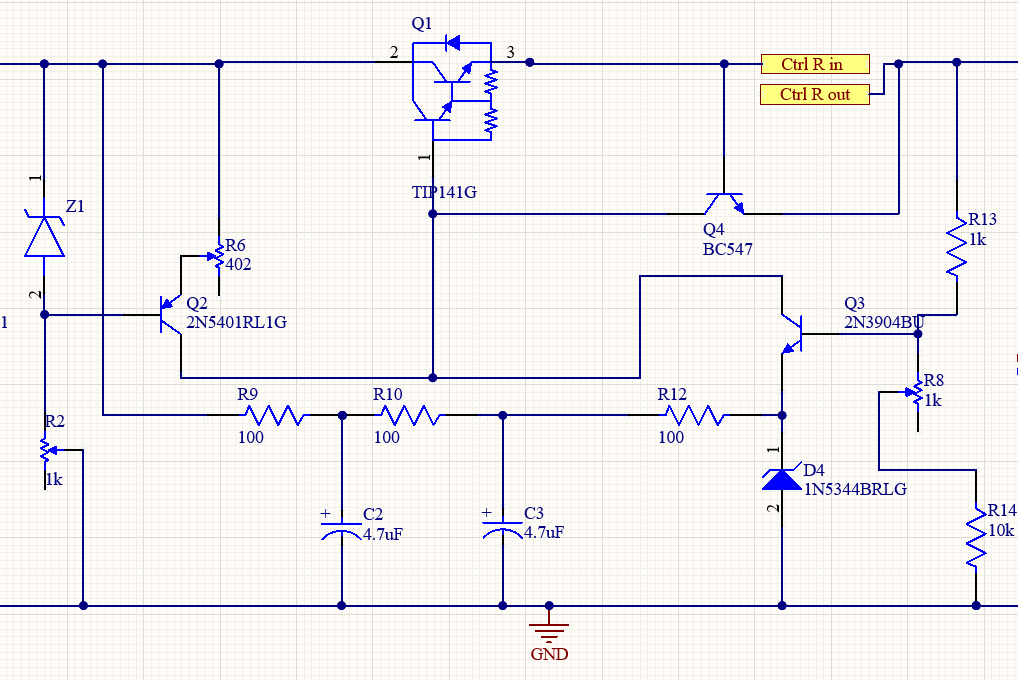 Q1
2
3
Ctrl R in
Ctrl R out
1
TIP141G
1
Z1
2
R6
402
Q4
BC547
R13
1k
Q2
2N5401RL1G
1
Q3
2N3904BU
R2
1k
R9
100
R10
100
R12
100
R8
1k
1
D4
1N5344BRLG
2
C2
4.7uF
+
C3
4.7uF
+
R14
10k
GND